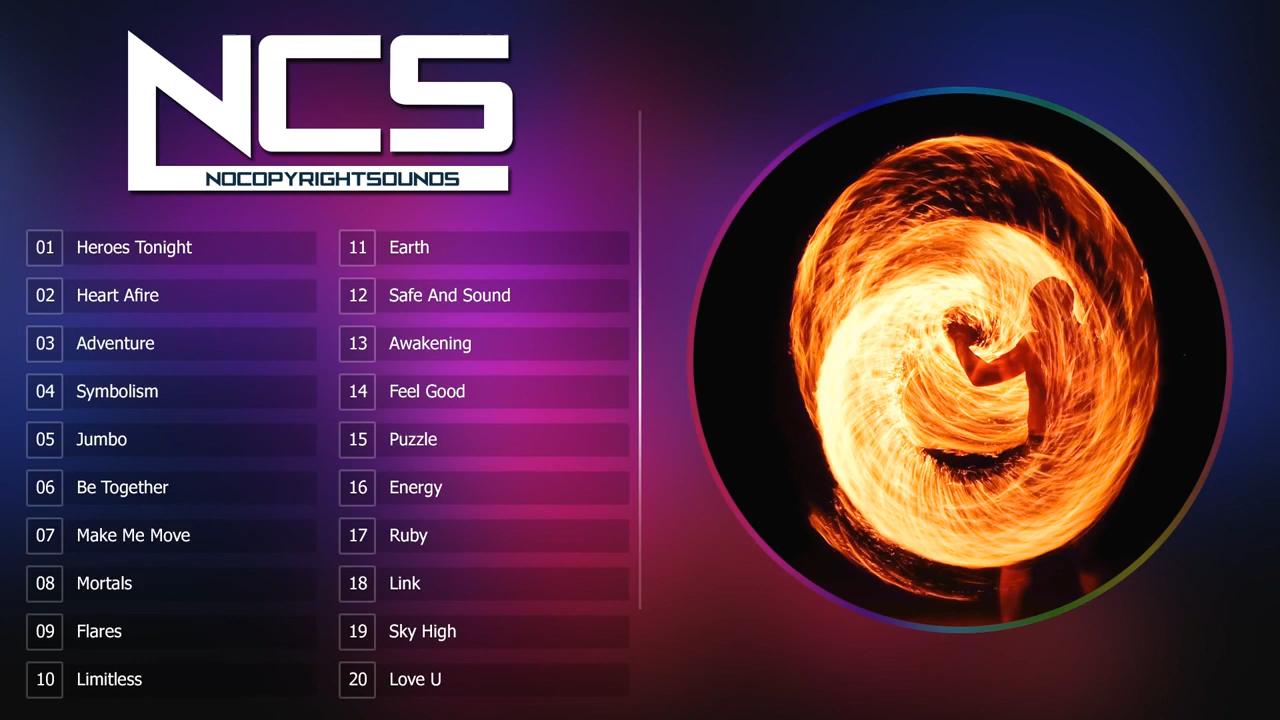 NCS
NOCOPYRIGHTSOUNDS
01 Heroes Tonight
02 Heart Afire
03 Adventure
04 Symbolism
05 Jumbo
06 Be Together
07 Make Me Move
08 Mortals
09 Flares
10 Limitless
11 Earth
12 Safe And Sound
13 Awakening
14 Feel Good
15 Puzzle
16 Energy
17 Ruby
18 Link
19 Sky High
20 Love U